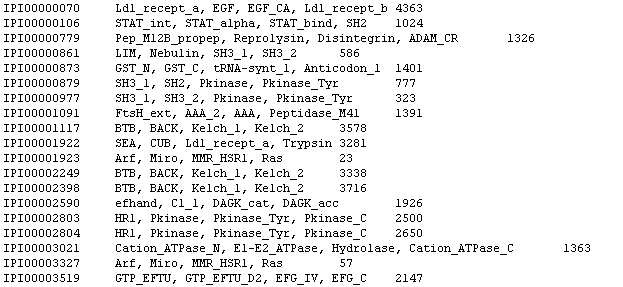 IPI00000070 Ldl_recept_a, EGF, EGF_CA, Ldl_recept_b 4363
IPI00000106 STAT_int, STAT_alpha, STAT_bind, SH2 1024
IPI00000779 Pep_M12B_propep, Reprolysin, Disintegrin, ADAM_CR 1326
IPI00000861 LIM, Nebulin, SH3_1, SH3_2 586
IPI00000873 GST_N, GST_C, tRNA-synt_1, Anticodon_1 1401
IPI00000879 SH3_1, SH2, Pkinase, Pkinase_Tyr 777
IPI00000977 SH3_1, SH3_2, Pkinase, Pkinase_Tyr 323
IPI00001091 FtsH_ext, AAA_2, AAA, Peptidase_M41 1391
IPI00001117 BTB, BACK, Kelch_1, Kelch_2 3578
IPI00001922 SEA, CUB, Ldl_recept_a, Trypsin 3281
IPI00001923 Arf, Miro, MMR_HSR1, Ras 23
IPI00002249 BTB, BACK, Kelch_1, Kelch_2 3338
IPI00002398 BTB, BACK, Kelch_1, Kelch_2 3716
IPI00002590 efhand, C1_1, DAGK_cat, DAGK_acc 1926
IPI00002803 HR1, Pkinase, Pkinase_Tyr, Pkinase_C 2500
IPI00002804 HR1, Pkinase, Pkinase_Tyr, Pkinase_C 2650
IPI00003021 Cation_ATPase_N, E1-E2_ATPase, Hydrolase, Cation_ATPase_C 1363
IPI00003327 Arf, Miro, MMR_HSR1, Ras 57
IPI00003519 GTP_EFTU, GTP_EFTU_D2, EFG_IV, EFG_C 2147